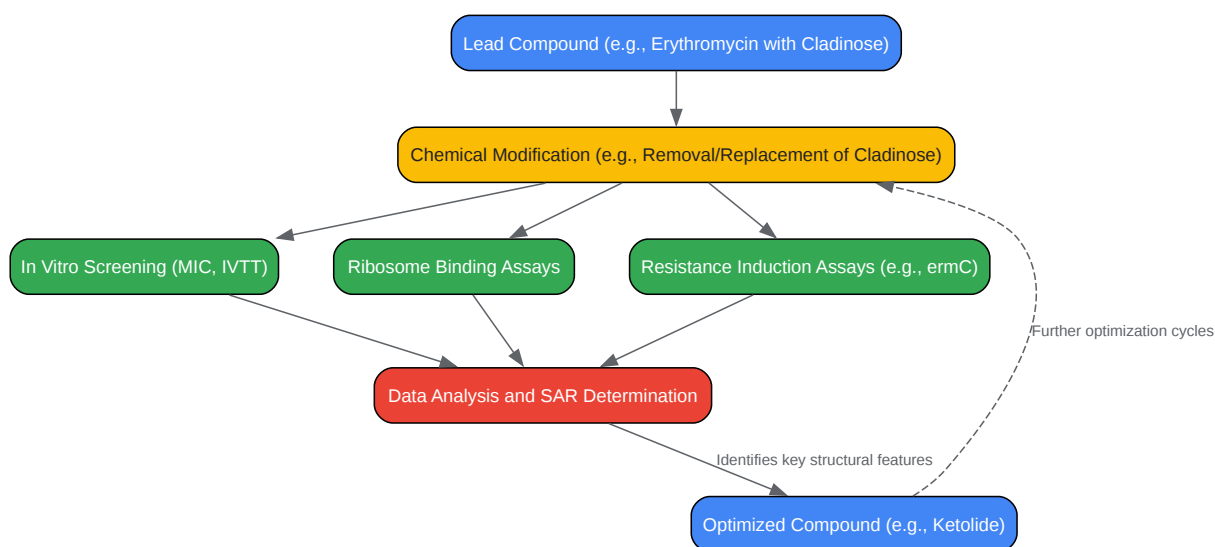 Lead Compound (e.g., Erythromycin with Cladinose)
Chemical Modification (e.g., Removal/Replacement of Cladinose)
In Vitro Screening (MIC, IVTT)
Ribosome Binding Assays
Resistance Induction Assays (e.g., ermC)
Further optimization cycles
Data Analysis and SAR Determination
Identifies key structural features
Optimized Compound (e.g., Ketolide)